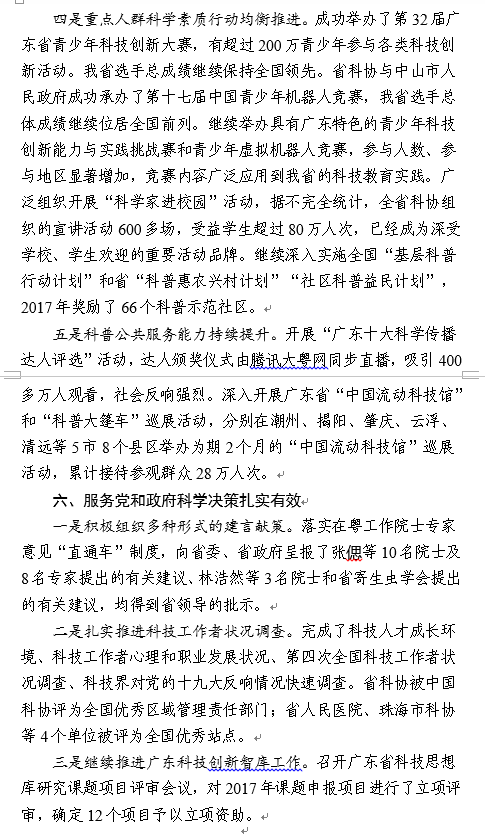 四是重点人群科学素质行动均衡推进。成功举办了第 32 届广
东省青少年科技创新大赛，有超过 200 万青少年参与各类科技创
新活动。我省选手总成绩继续保持全国领先。省科协与中山市人
民政府成功承办了第十七届中国青少年机器人竞赛，我省选手总
体成绩继续位居全国前列。继续举办具有广东特色的青少年科技
创新能力与实践挑战赛和青少年虚拟机器人竞赛，参与人数、参
与地区显著增加，竞赛内容广泛应用到我省的科技教育实践。广
泛组织开展“科学家进校园”活动，据不完全统计，全省科协组
织的宣讲活动 600 多场，受益学生超过 80 万人次，已经成为深受
学校、学生欢迎的重要活动品牌。继续深入实施全国“基层科普
行动计划”和省“科普惠农兴村计划”“社区科普益民计划”，
2017 年奖励了 66 个科普示范社区。
五是科普公共服务能力持续提升。开展“广东十大科学传播
达人评选”活动，达人颁奖仪式由腾讯大粤网同步直播，吸引 400
多万人观看，社会反响强烈。深入开展广东省“中国流动科技馆”
和“科普大篷车”巡展活动，分别在潮州、揭阳、肇庆、云浮、
清远等 5 市 8 个县区举办为期 2 个月的“中国流动科技馆”巡展
活动，累计接待参观群众 28 万人次。
六、服务党和政府科学决策扎实有效
一是积极组织多种形式的建言献策。落实在粤工作院士专家
意见“直通车”制度，向省委、省政府呈报了张偲等 10 名院士及
8 名专家提出的有关建议、林浩然等 3 名院士和省寄生虫学会提出
的有关建议，均得到省领导的批示。
二是扎实推进科技工作者状况调查。完成了科技人才成长环
境、科技工作者心理和职业发展状况、第四次全国科技工作者状
况调查、科技界对党的十九大反响情况快速调查。省科协被中国
科协评为全国优秀区域管理责任部门；省人民医院、珠海市科协
等 4 个单位被评为全国优秀站点。
三是继续推进广东科技创新智库工作。召开广东省科技思想
库研究课题项目评审会议，对 2017 年课题申报项目进行了立项评
审，确定 12 个项目予以立项资助。